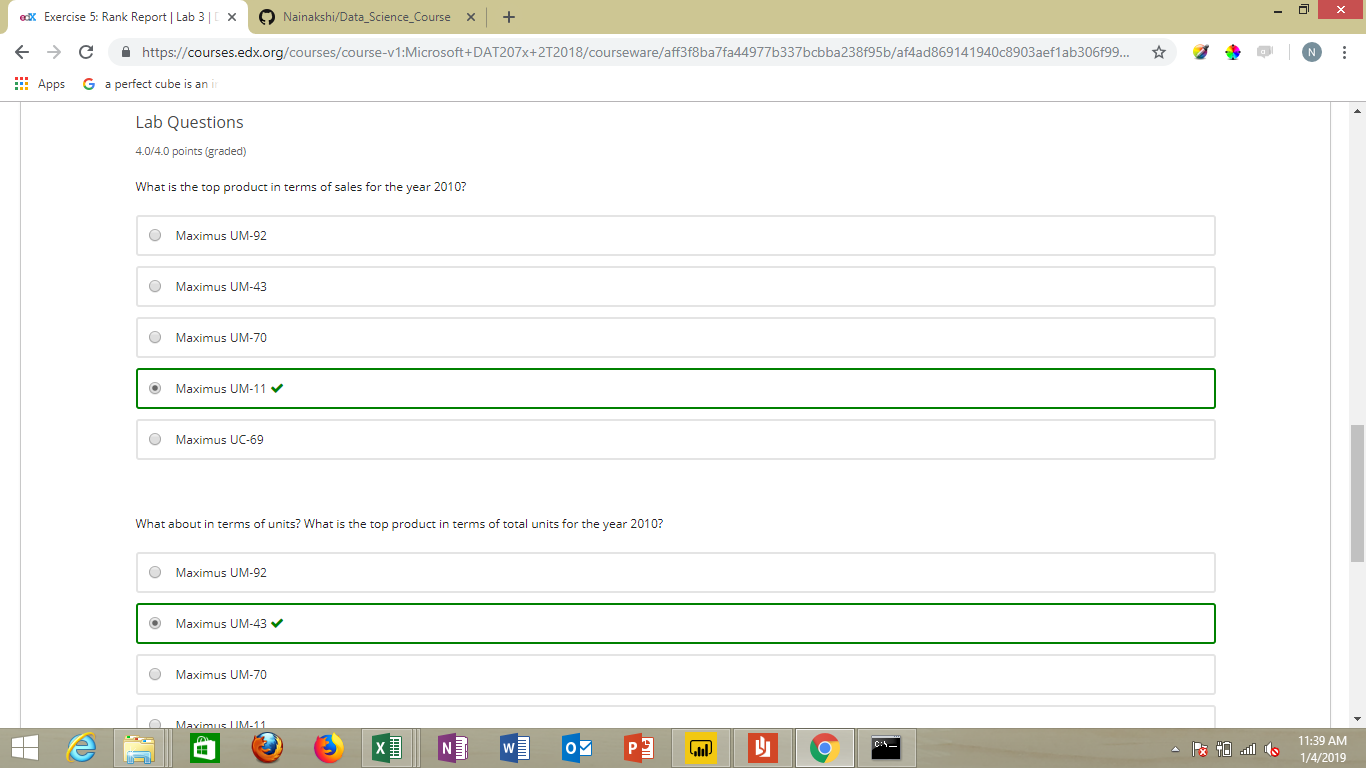 edX Exercise 5: Rank Report | Lab 3 |
Nainakshi/Data_Science_Course
https://courses.edx.org/courses/course-v1:Microsoft+DAT207x+2T2018/courseware/aff3f8ba7fa44977b337bcbba238f95b/af4ad869141940c8903aef1ab306f99...
N
Apps
G a perfect cube is an
Lab Questions
4.0/4.0 points (graded)
What is the top product in terms of sales for the year 2010?
Maximus UM-92
Maximus UM-43
Maximus UM-70
Maximus UM-11
Maximus UC-69
What about in terms of units? What is the top product in terms of total units for the year 2010?
Maximus UM-92
Maximus UM-43
Maximus UM-70
Maximus UM-11
11:39 AM
1/4/2019